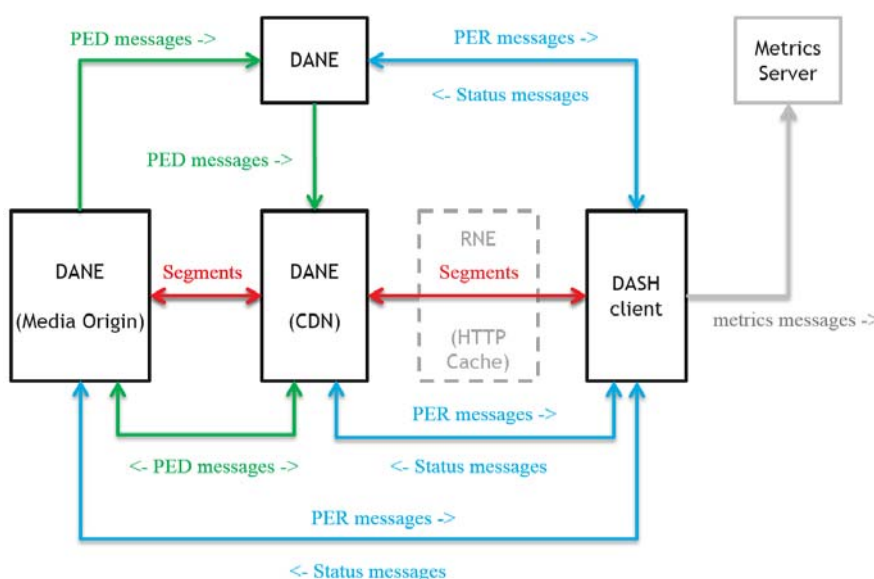 PED messages ->
DANE
PER messages ->
<- Status messages
Metrics
Server
PED messages ->
DANE
(Media Origin)
Segments
DANE
(CDN)
RNE
Segments
(HTTP
Cache)
DASH
client
metrics messages ->
PER messages ->
<- Status messages
<- PED messages ->
PER messages ->
<- Status messages